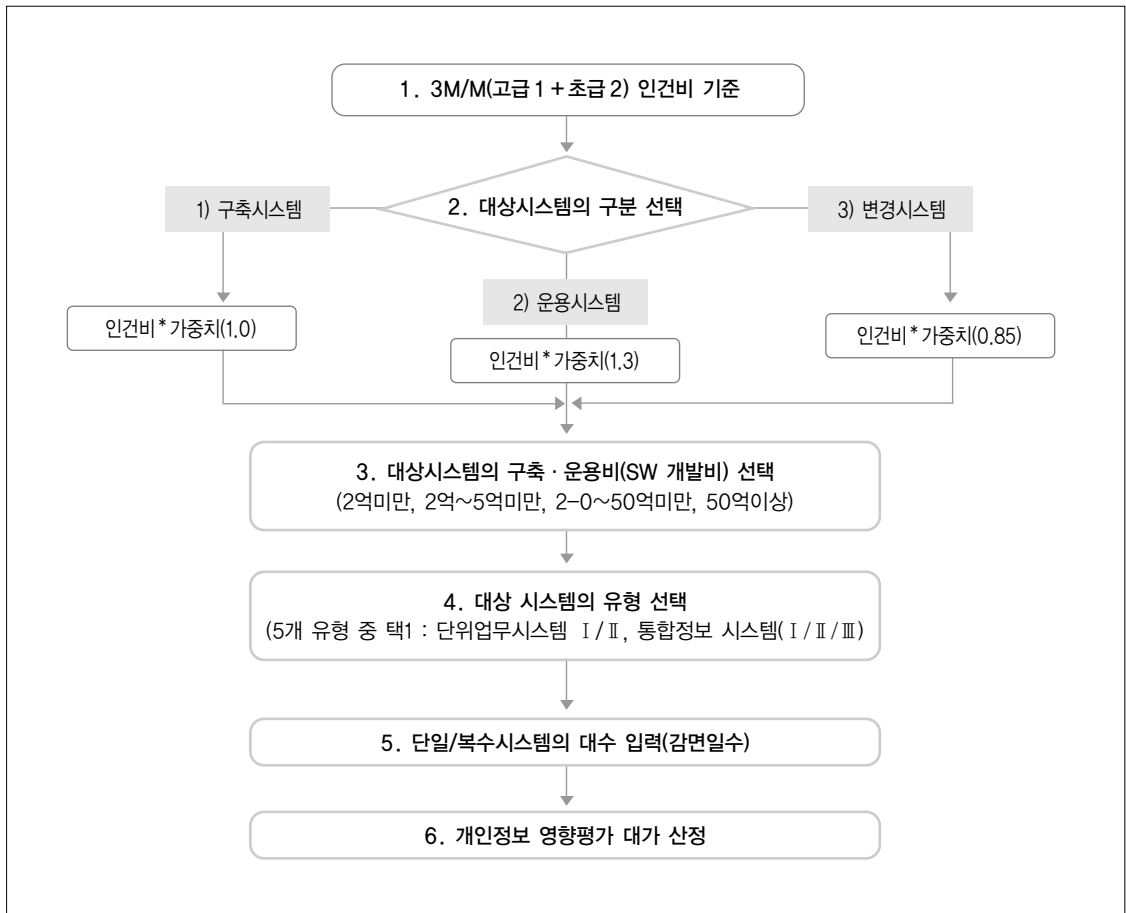 1. 3M/M(고급 1 + 초급 2) 인건비 기준
2. 대상시스템의 구분 선택
1) 구축시스템
3) 변경시스템
2) 운용시스템
인건비 * 가중치(1.0)
인건비 * 가중치(1.3)
인건비 * 가중치(0.85)
3. 대상시스템의 구축 · 운용비(SW 개발비) 선택
(2억미만, 2억~5억미만, 2-0~50억미만, 50억이상)
4. 대상 시스템의 유형 선택
(5개 유형 중 택1 : 단위업무시스템 Ⅰ/Ⅱ, 통합정보 시스템(Ⅰ/Ⅱ/Ⅲ)
5. 단일/복수시스템의 대수 입력(감면일수)
6. 개인정보 영향평가 대가 산정